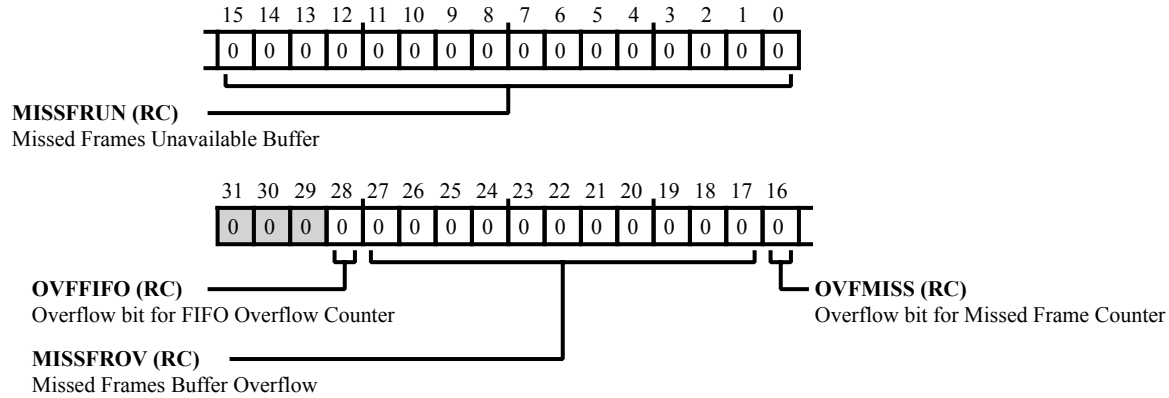 15 14 13 12 11 10 9 8 7 6 5 4 3 2 1 0
0 0 0 0 0 0 0 0 0 0 0 0 0 0 0 0
MISSFRUN (RC)
Missed Frames Unavailable Buffer
31 30 29 28 27 26 25 24 23 22 21 20 19 18 17 16
0 0 0 0 0 0 0 0 0 0 0 0 0 0 0 0
OVFFIFO (RC)
Overflow bit for FIFO Overflow Counter
OVFMISS (RC)
Overflow bit for Missed Frame Counter
MISSFROV (RC)
Missed Frames Buffer Overflow